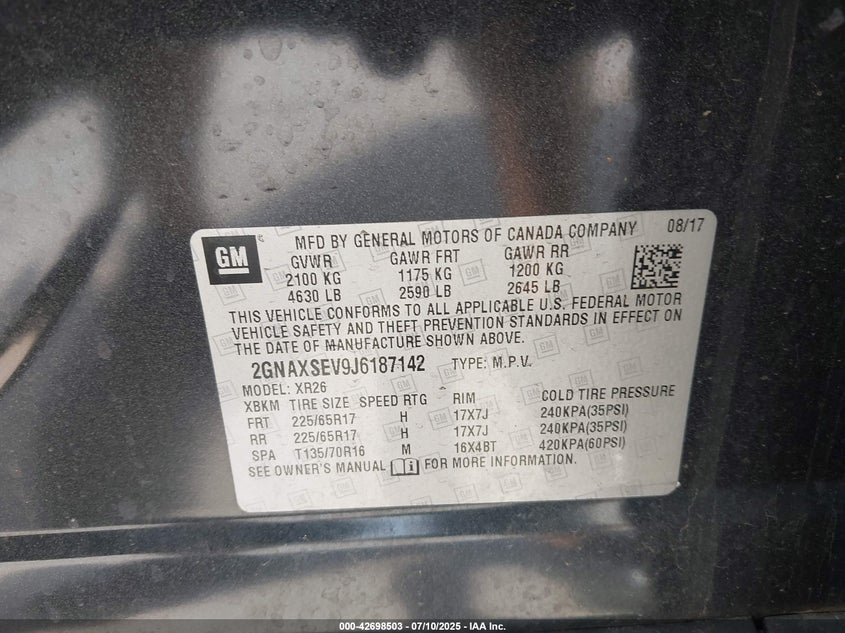 GM
MFD BY GENERAL MOTORS OF CANADA COMPANY 08/17
GVWR GAWR FRT GAWR RR
2100 KG 1175 KG 1200 KG
4630 LB 2590 LB 2645 LB
THIS VEHICLE CONFORMS TO ALL APPLICABLE U.S. FEDERAL MOTOR
VEHICLE SAFETY AND THEFT PREVENTION STANDARDS IN EFFECT ON
THE DATE OF MANUFACTURE SHOWN ABOVE.
2GNAXSEV9J6187142 TYPE: M.P.V.
MODEL: XR26
XBKM TIRE SIZE SPEED RTG RIM COLD TIRE PRESSURE
FRT 225/65R17 H 17X7J 240KPA(35PSI)
RR 225/65R17 H 17X7J 240KPA(35PSI)
SPA T135/70R16 M 16X4BT 420KPA(60PSI)
SEE OWNER'S MANUAL FOR MORE INFORMATION.
000-42698503 - 07/10/2025 - IAA Inc.